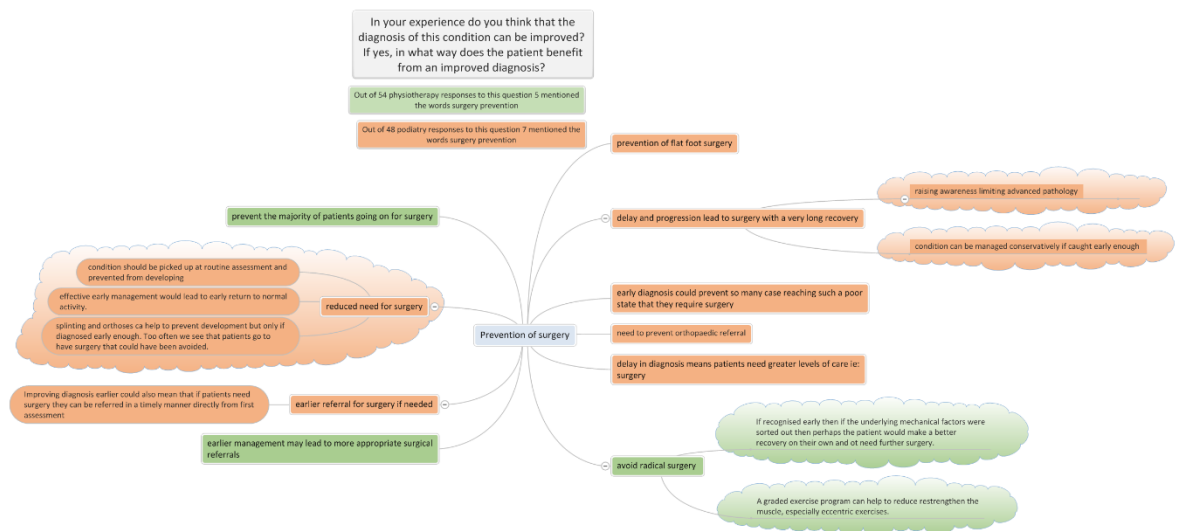 In your experience do you think that the
diagnosis of this condition can be improved?
If yes, in what way does the patient benefit
from an improved diagnosis?
Out of 54 physiotherapy responses to this question 5 mentioned
the words surgery prevention
Out of 48 podiatry responses to this question 7 mentioned the
words surgery prevention
prevent the majority of patients going on for surgery
condition should be picked up at routine assessment and
prevented from developing
effective early management would lead to early return to normal
activity.
splinting and orthoses ca help to prevent development but only if
diagnosed early enough. Too often we see that patients go to
have surgery that could have been avoided.
reduced need for surgery
Improving diagnosis earlier could also mean that if patients need
surgery they can be referred in a timely manner directly from first
assessment
earlier referral for surgery if needed
earlier management may lead to more appropriate surgical
referrals
Prevention of surgery
prevention of flat foot surgery
delay and progression lead to surgery with a very long recovery
raising awareness limiting advanced pathology
condition can be managed conservatively if caught early enough
early diagnosis could prevent so many case reaching such a poor
state that they require surgery
need to prevent orthopaedic referral
delay in diagnosis means patients need greater levels of care ie:
surgery
avoid radical surgery
If recognised early then if the underlying mechanical factors were
sorted out then perhaps the patient would make a better
recovery on their own and ot need further surgery.
A graded exercise program can help to reduce restrengthen the
muscle, especially eccentric exercises.